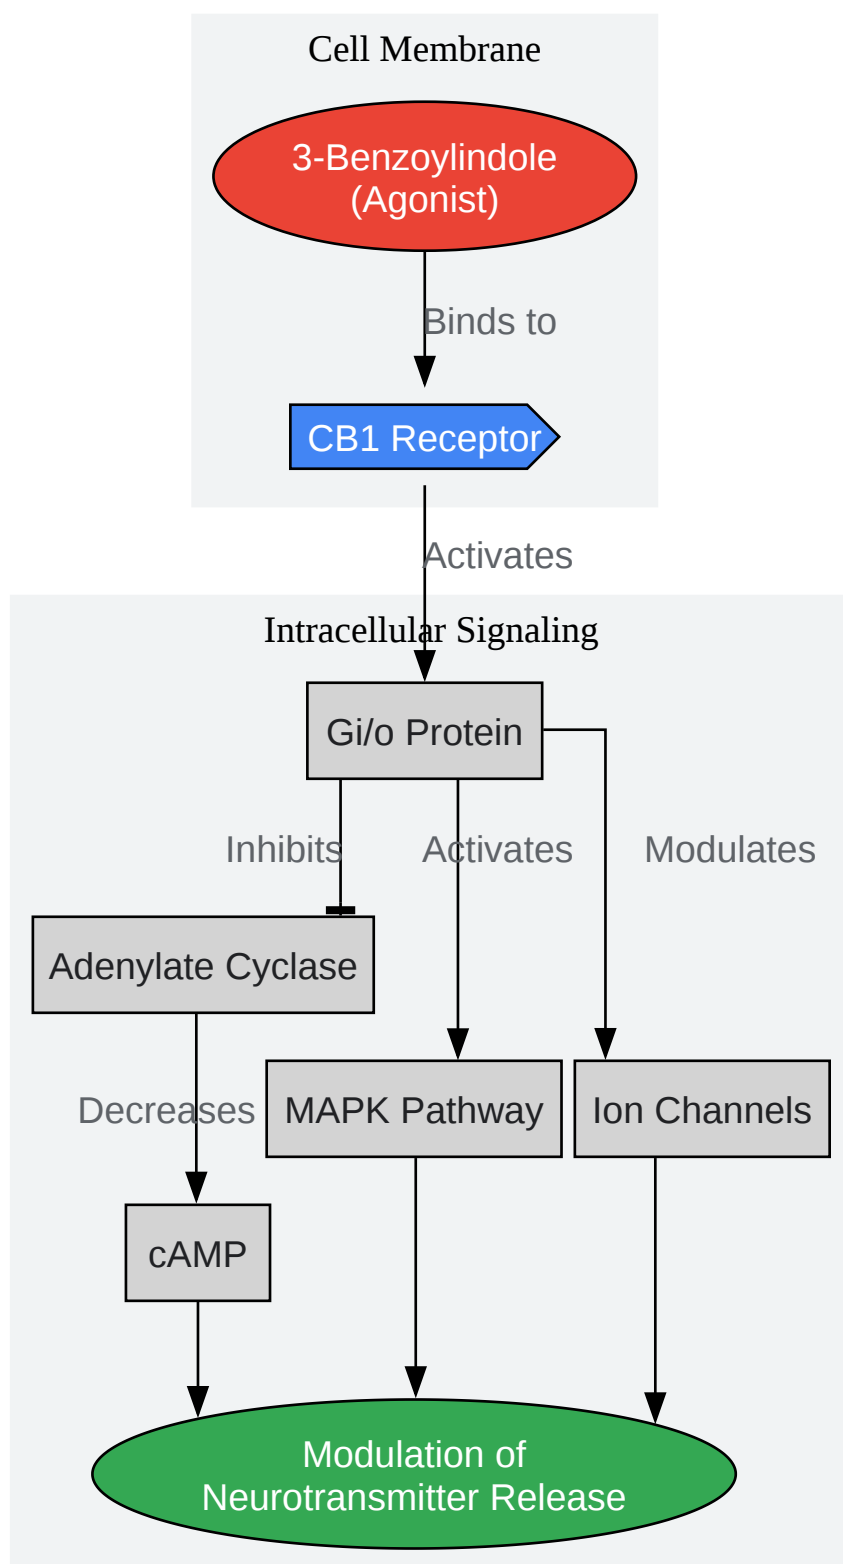 Cell Membrane
3-Benzoylindole
(Agonist)
Binds to
CB1 Receptor
Activates
Intracellular Signaling
Gi/o Protein
Inhibits
Activates
Modulates
Adenylate Cyclase
Decreases
MAPK Pathway
Ion Channels
cAMP
Modulation of
Neurotransmitter Release